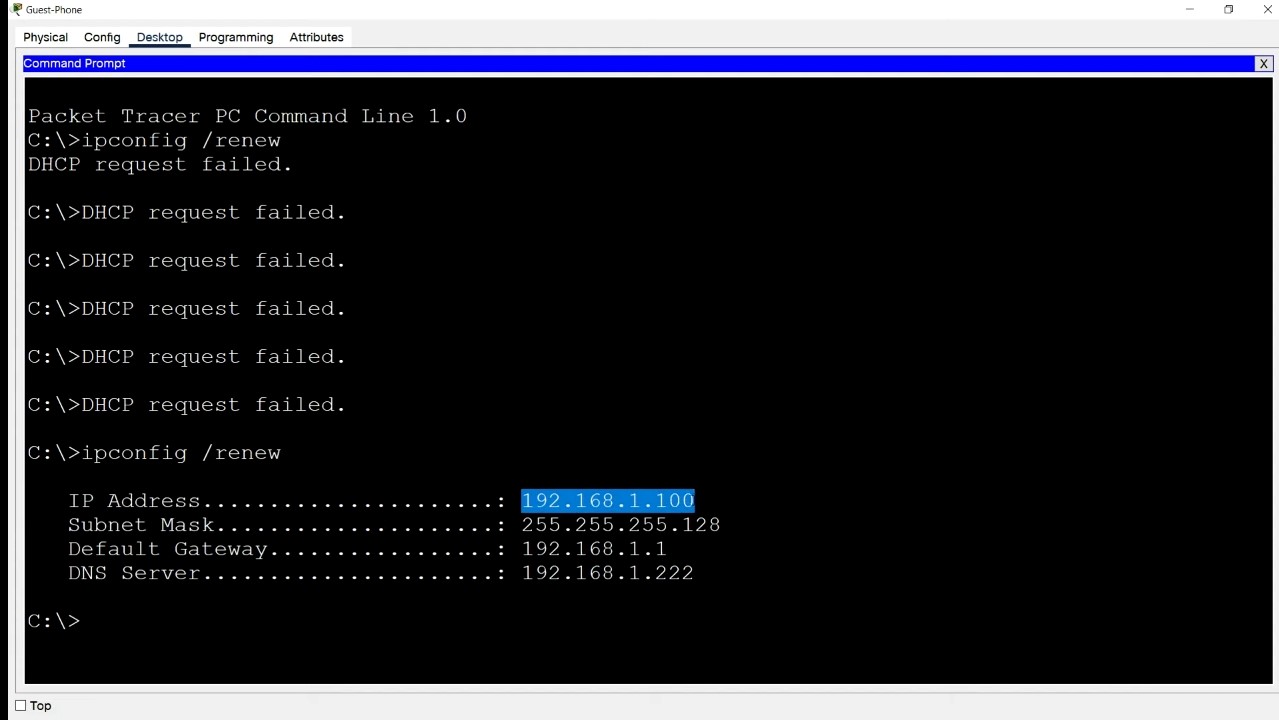 Guest-Phone
Physical Config Desktop Programming Attributes
Command Prompt X
Packet Tracer PC Command Line 1.0
C:\>ipconfig /renew
DHCP request failed.
C:\>DHCP request failed.
C:\>DHCP request failed.
C:\>DHCP request failed.
C:\>DHCP request failed.
C:\>DHCP request failed.
C:\>ipconfig /renew
IP Address......................: 192.168.1.100
Subnet Mask.....................: 255.255.255.128
Default Gateway.................: 192.168.1.1
DNS Server......................: 192.168.1.222
C:\>
Top